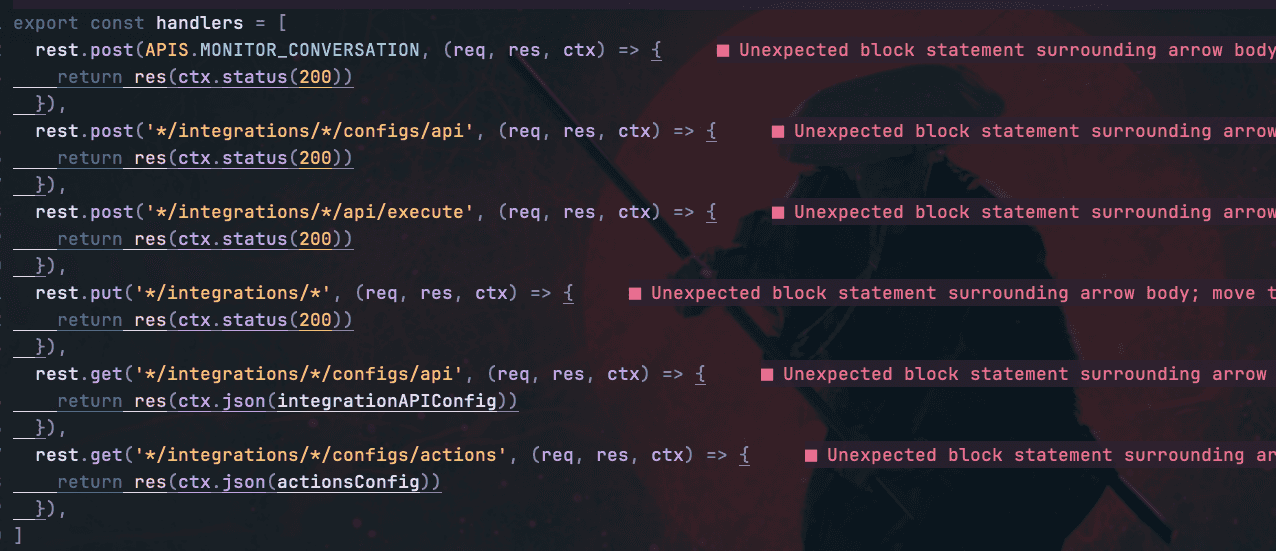 export const handlers = [
  rest.post(APIS.MONITOR_CONVERSATION, (req, res, ctx) => {     ■ Unexpected block statement surrounding arrow body
    return res(ctx.status(200))
  }),
  rest.post('*/integrations/*/configs/api', (req, res, ctx) => {     ■ Unexpected block statement surrounding arrow
    return res(ctx.status(200))
  }),
  rest.post('*/integrations/*/api/execute', (req, res, ctx) => {     ■ Unexpected block statement surrounding arrow
    return res(ctx.status(200))
  }),
  rest.put('*/integrations/*', (req, res, ctx) => {     ■ Unexpected block statement surrounding arrow body; move t
    return res(ctx.status(200))
  }),
  rest.get('*/integrations/*/configs/api', (req, res, ctx) => {     ■ Unexpected block statement surrounding arrow
    return res(ctx.json(integrationAPIConfig))
  }),
  rest.get('*/integrations/*/configs/actions', (req, res, ctx) => {     ■ Unexpected block statement surrounding ar
    return res(ctx.json(actionsConfig))
  }),
]